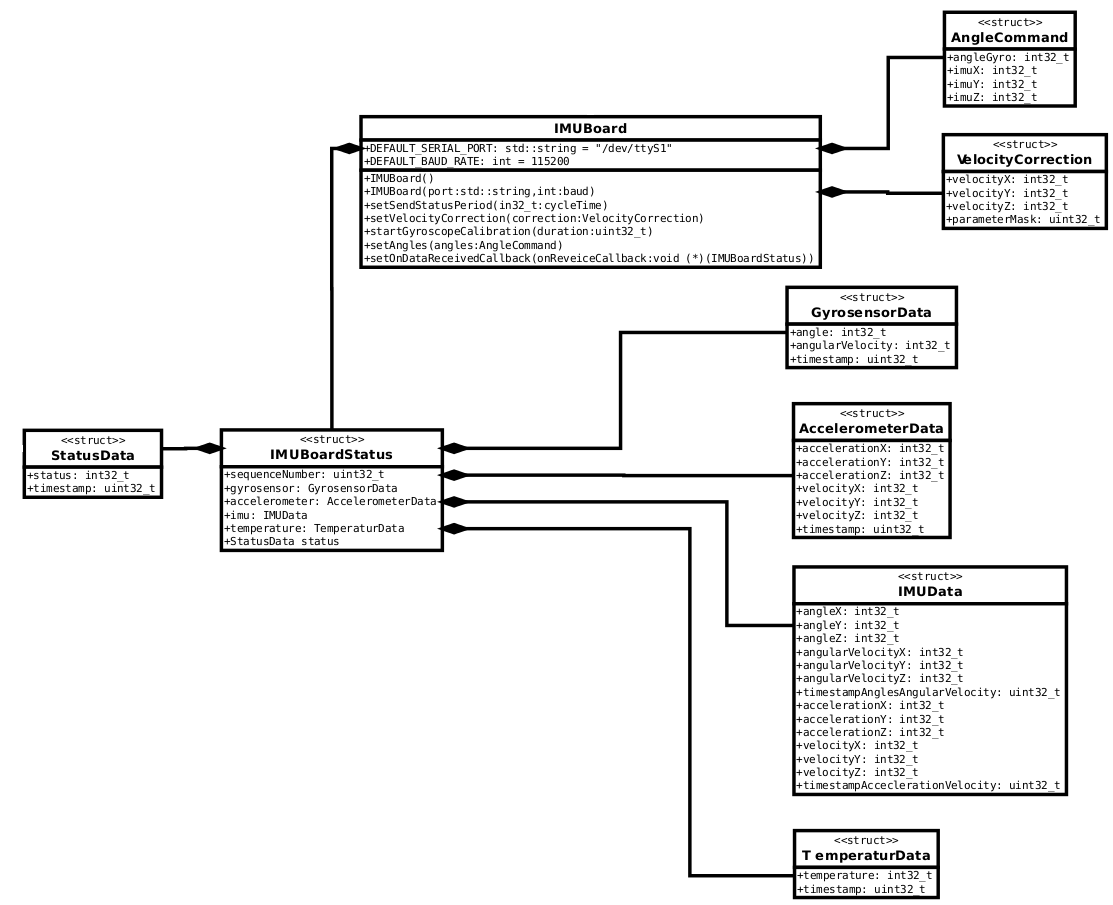 <<struct>>
AngleCommand
+angleGyro: int32_t
+imuX: int32_t
+imuY: int32_t
+imuZ: int32_t
IMUBoard
+DEFAULT_SERIAL_PORT: std::string = "/dev/ttyS1"
+DEFAULT_BAUD_RATE: int = 115200
+IMUBoard()
+IMUBoard(port:std::string,int:baud)
+setSendStatusPeriod(in32_t:cycleTime)
+setVelocityCorrection(correction:VelocityCorrection)
+startGyroscopeCalibration(duration:uint32_t)
+setAngles(angles:AngleCommand)
+setOnDataReceivedCallback(onReveiceCallback:void (*)(IMUBoardStatus))
<<struct>>
VelocityCorrection
+velocityX: int32_t
+velocityY: int32_t
+velocityZ: int32_t
+parameterMask: uint32_t
<<struct>>
GyrosensorData
+angle: int32_t
+angularVelocity: int32_t
+timestamp: uint32_t
<<struct>>
StatusData
+status: int32_t
+timestamp: uint32_t
<<struct>>
IMUBoardStatus
+sequenceNumber: uint32_t
+gyrosensor: GyrosensorData
+accelerometer: AccelerometerData
+imu: IMUData
+temperature: TemperaturData
+StatusData status
<<struct>>
AccelerometerData
+accelerationX: int32_t
+accelerationY: int32_t
+accelerationZ: int32_t
+velocityX: int32_t
+velocityY: int32_t
+velocityZ: int32_t
+timestamp: uint32_t
<<struct>>
IMUData
+angleX: int32_t
+angleY: int32_t
+angleZ: int32_t
+angularVelocityX: int32_t
+angularVelocityY: int32_t
+angularVelocityZ: int32_t
+timestampAnglesAngularVelocity: uint32_t
+accelerationX: int32_t
+accelerationY: int32_t
+accelerationZ: int32_t
+velocityX: int32_t
+velocityY: int32_t
+velocityZ: int32_t
+timestampAcceclerationVelocity: uint32_t
<<struct>>
TemperaturData
+temperature: int32_t
+timestamp: uint32_t